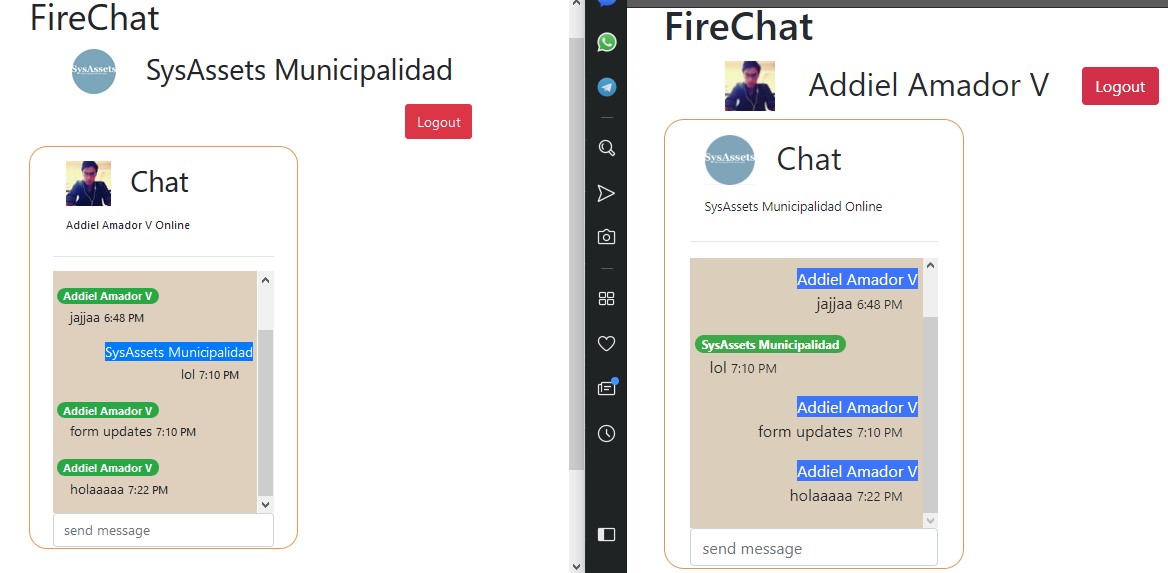 FireChat
SysAssets
SysAssets Municipalidad
Logout
Chat
Addiel Amador V Online
Addiel Amador V
jajjaa 6:48 PM
SysAssets Municipalidad
lol 7:10 PM
Addiel Amador V
form updates 7:10 PM
Addiel Amador V
holaaaaa 7:22 PM
send message
FireChat
Addiel Amador V
Logout
SysAssets
Chat
SysAssets Municipalidad Online
Addiel Amador V
jajjaa 6:48 PM
SysAssets Municipalidad
lol 7:10 PM
Addiel Amador V
form updates 7:10 PM
Addiel Amador V
holaaaaa 7:22 PM
send message